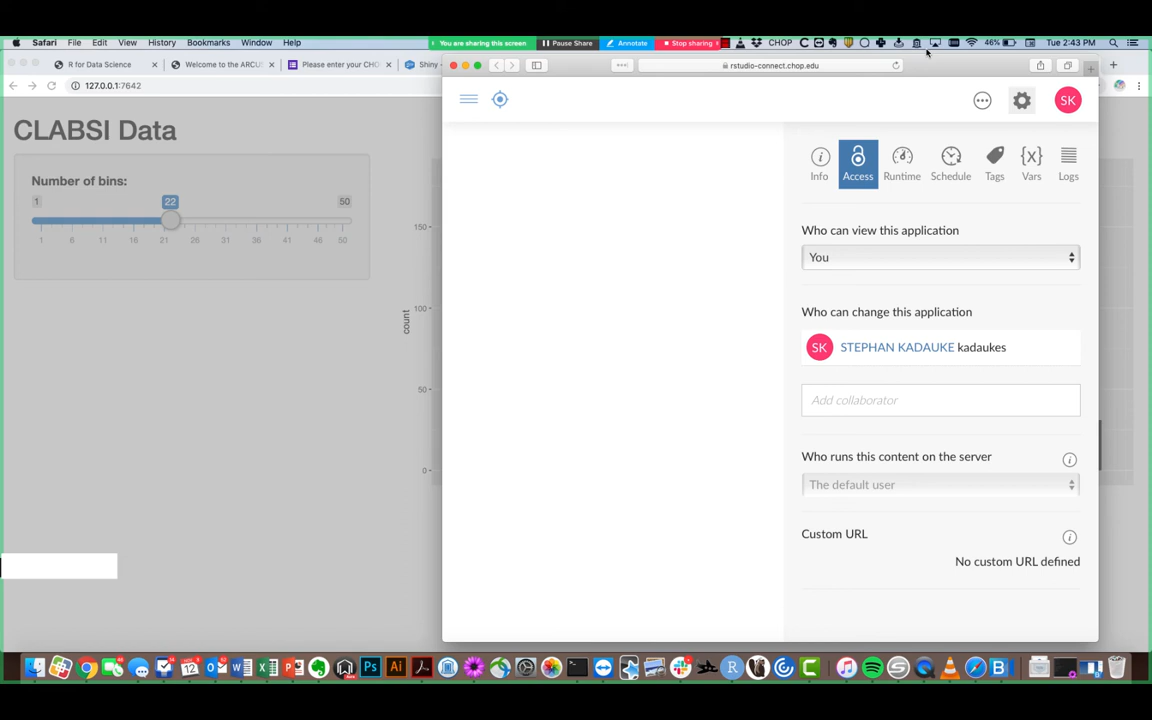 Safari File Edit View History Bookmarks Window Help
You are sharing this screen Pause Share Annotate Stop sharing
CHOP 46% Tue 2:43 PM
R for Data Science Welcome to the ARCUS Please enter your CHO Shiny
rstudio-connect.chop.edu
127.0.0.1:7642
SK
CLABSI Data
Number of bins:
1 22 50
1 6 11 16 21 26 31 36 41 46 50
150
100
50
0
count
Info Access Runtime Schedule Tags {x} Vars Logs
Who can view this application
You
Who can change this application
SK STEPHAN KADAUKE kadaukes
Add collaborator
Who runs this content on the server
The default user
Custom URL
No custom URL defined